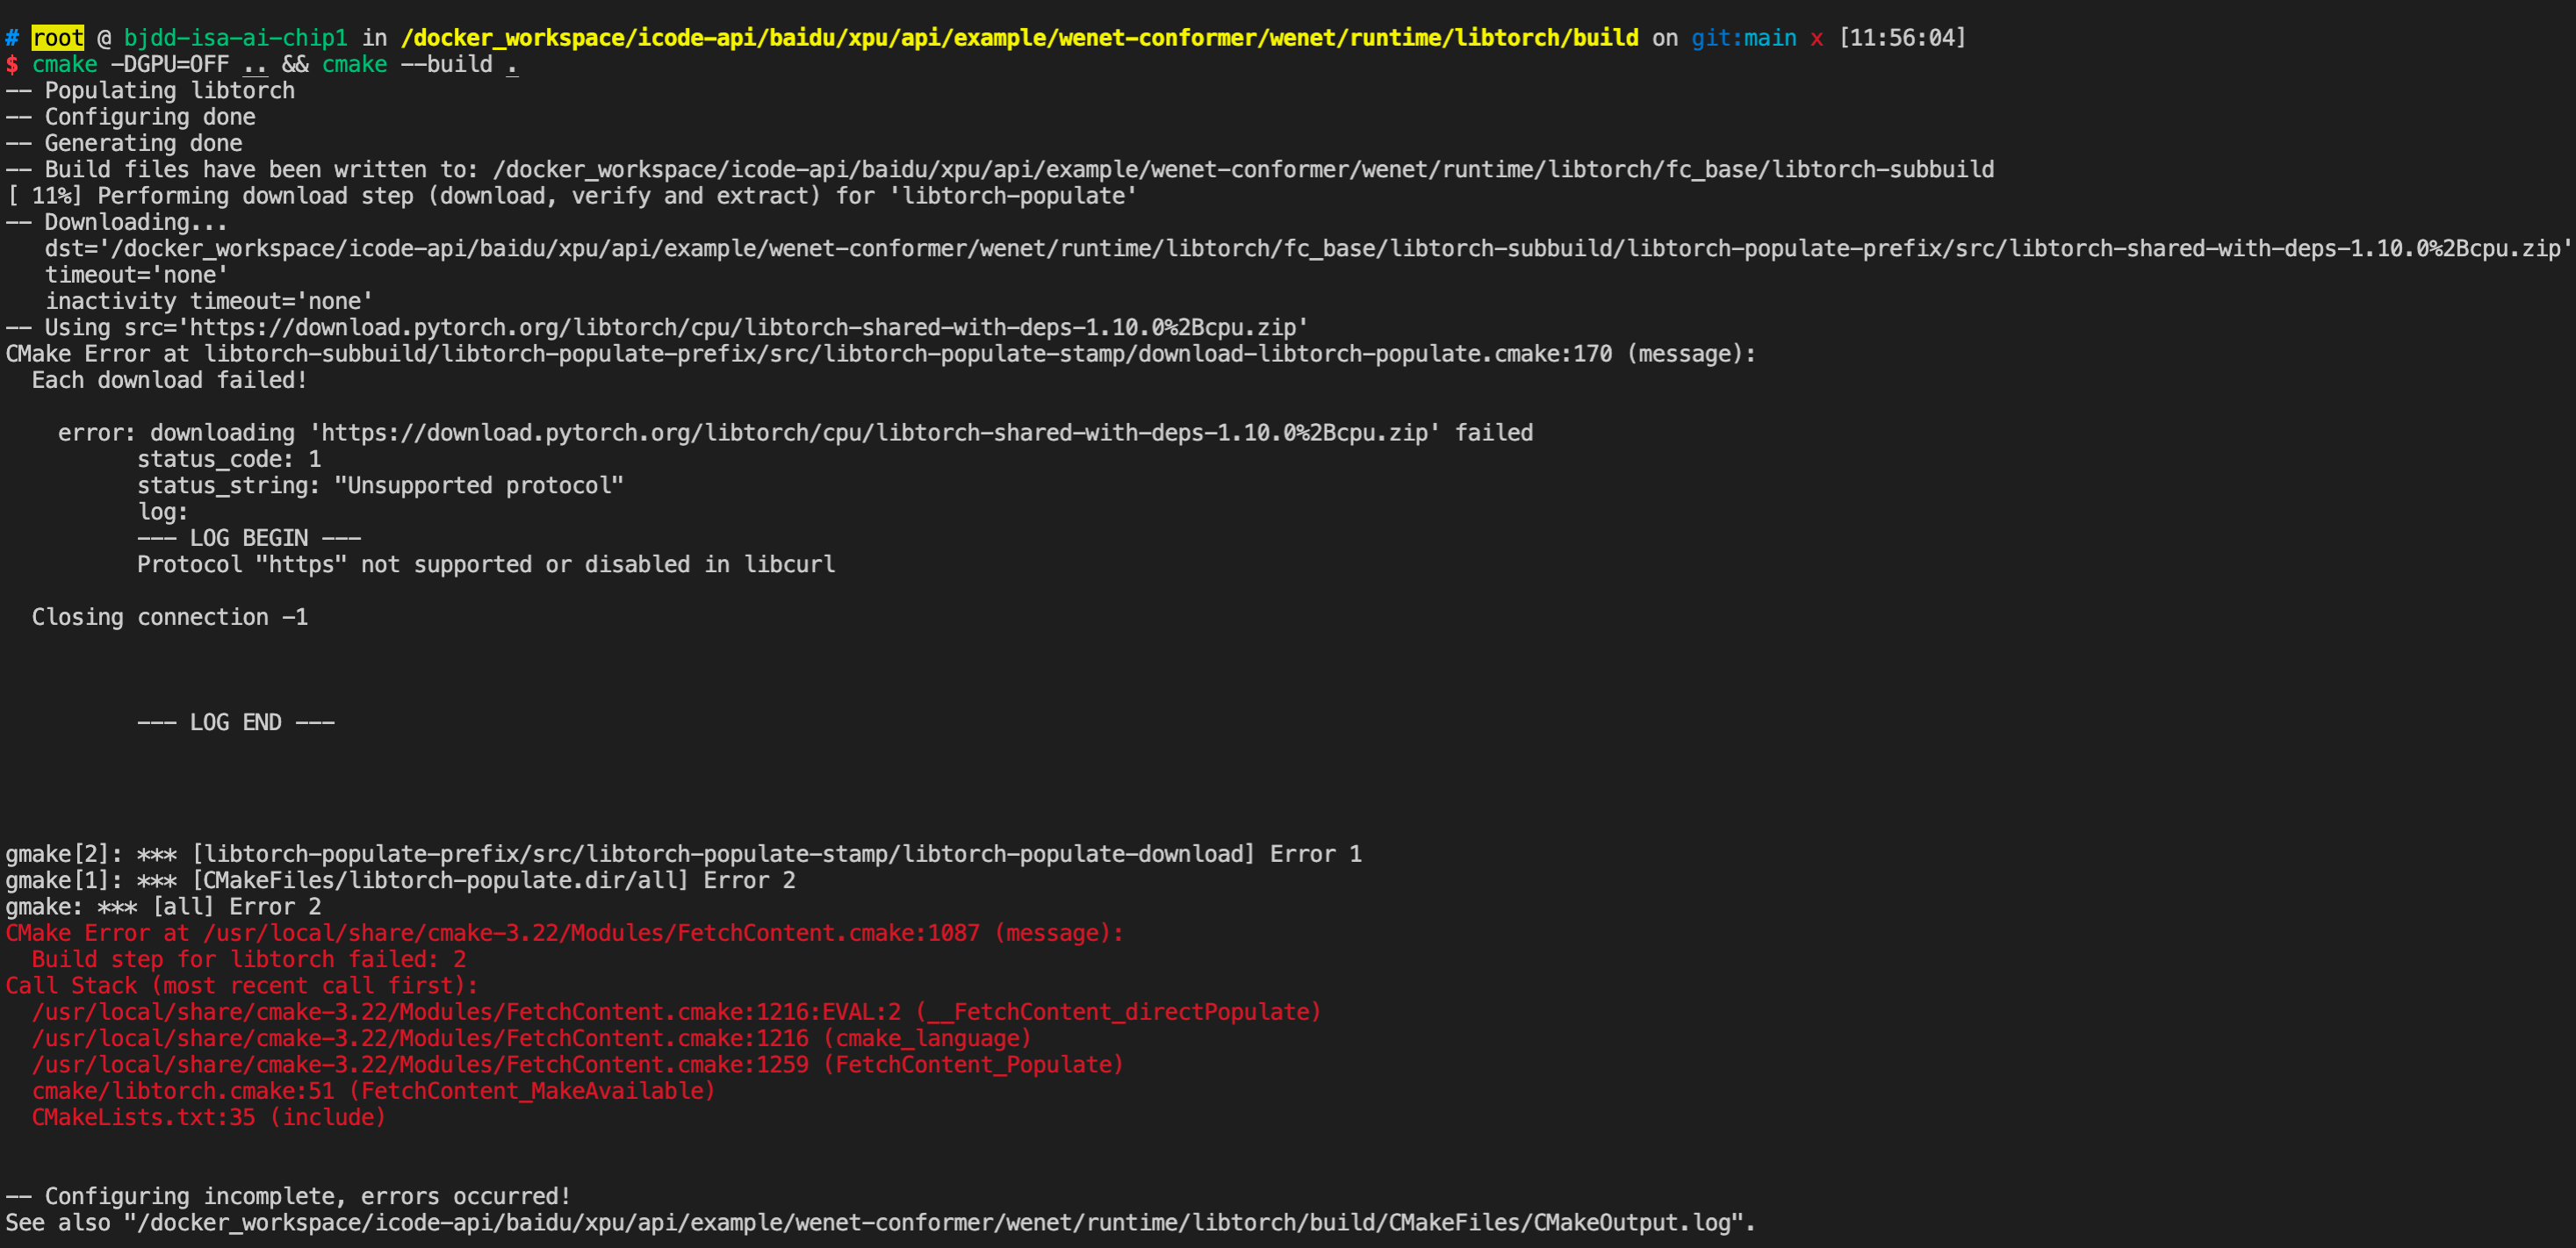 # root @ bjdd-isa-ai-chip1 in /docker_workspace/icode-api/baidu/xpu/api/example/wenet-conformer/wenet/runtime/libtorch/build on git:main x [11:56:04]
$ cmake -DGPU=OFF .. && cmake --build .
-- Populating libtorch
-- Configuring done
-- Generating done
-- Build files have been written to: /docker_workspace/icode-api/baidu/xpu/api/example/wenet-conformer/wenet/runtime/libtorch/fc_base/libtorch-subbuild
[ 11%] Performing download step (download, verify and extract) for 'libtorch-populate'
-- Downloading...
dst='/docker_workspace/icode-api/baidu/xpu/api/example/wenet-conformer/wenet/runtime/libtorch/fc_base/libtorch-subbuild/libtorch-populate-prefix/src/libtorch-shared-with-deps-1.10.0%2Bcpu.zip'
timeout='none'
inactivity timeout='none'
-- Using src='https://download.pytorch.org/libtorch/cpu/libtorch-shared-with-deps-1.10.0%2Bcpu.zip'
CMake Error at libtorch-subbuild/libtorch-populate-prefix/src/libtorch-populate-stamp/download-libtorch-populate.cmake:170 (message):
Each download failed!
error: downloading 'https://download.pytorch.org/libtorch/cpu/libtorch-shared-with-deps-1.10.0%2Bcpu.zip' failed
status_code: 1
status_string: "Unsupported protocol"
log:
--- LOG BEGIN ---
Protocol "https" not supported or disabled in libcurl
Closing connection -1
--- LOG END ---
gmake[2]: *** [libtorch-populate-prefix/src/libtorch-populate-stamp/libtorch-populate-download] Error 1
gmake[1]: *** [CMakeFiles/libtorch-populate.dir/all] Error 2
gmake: *** [all] Error 2
CMake Error at /usr/local/share/cmake-3.22/Modules/FetchContent.cmake:1087 (message):
Build step for libtorch failed: 2
Call Stack (most recent call first):
/usr/local/share/cmake-3.22/Modules/FetchContent.cmake:1216:EVAL:2 (__FetchContent_directPopulate)
/usr/local/share/cmake-3.22/Modules/FetchContent.cmake:1216 (cmake_language)
/usr/local/share/cmake-3.22/Modules/FetchContent.cmake:1259 (FetchContent_Populate)
cmake/libtorch.cmake:51 (FetchContent_MakeAvailable)
CMakeLists.txt:35 (include)
-- Configuring incomplete, errors occurred!
See also "/docker_workspace/icode-api/baidu/xpu/api/example/wenet-conformer/wenet/runtime/libtorch/build/CMakeFiles/CMakeOutput.log".